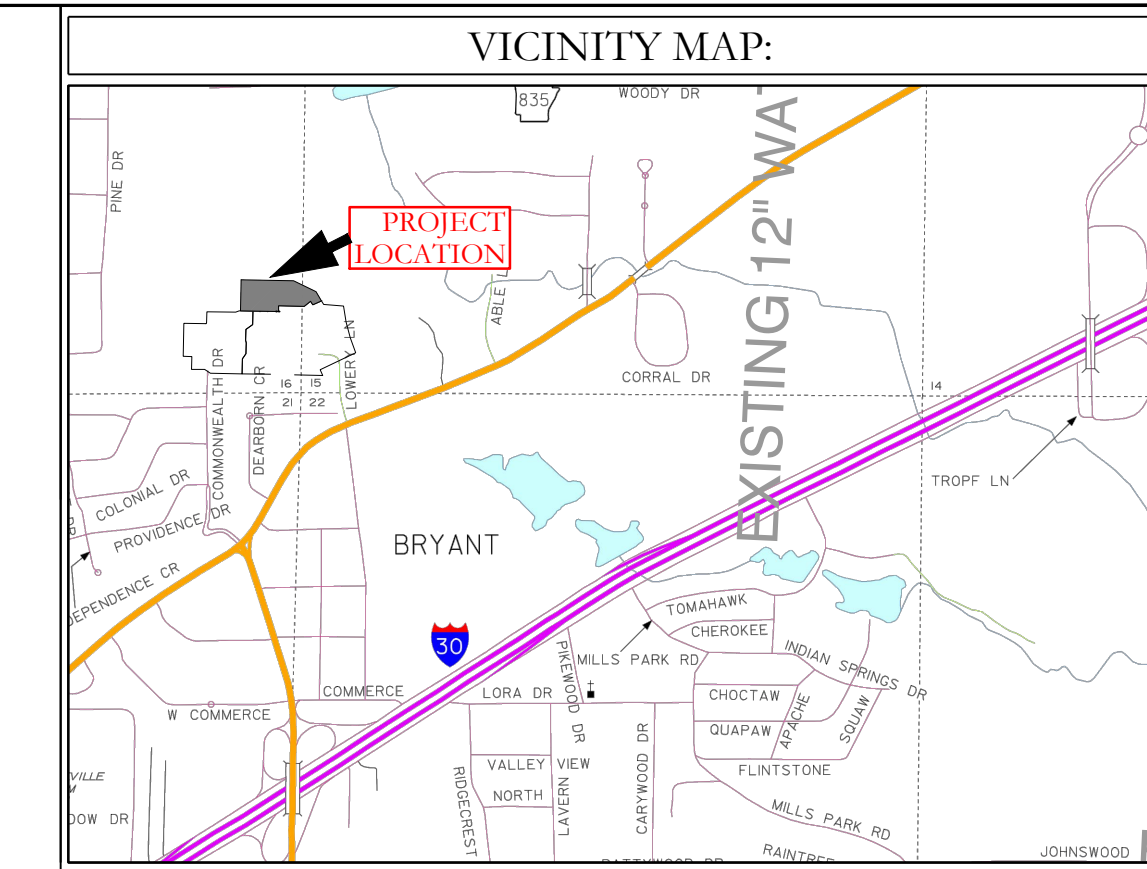 VICINITY MAP:
835
WOODY DR
PINE DR
PROJECT
LOCATION
ABLE
EXISTING 12" WA
LOWERY LN
CORRAL DR
COMMONWEALTH DR
DEARBORN CR
16 15
21 22
14
TROPF LN
COLONIAL DR
PROVIDENCE DR
DEPENDENCE CR
BRYANT
30
TOMAHAWK
CHEROKEE
MILLS PARK RD
INDIAN SPRINGS DR
PIKEWOOD DR
COMMERCE
LORA DR
CHOCTAW
W COMMERCE
QUAPAW
APACHE
SQUAW
VALLEY VIEW
FLINTSTONE
VILLE
NORTH
RIDGECREST
LAVERN
CARYWOOD DR
DOW DR
MILLS PARK RD
RAINTREE
JOHNSWOOD